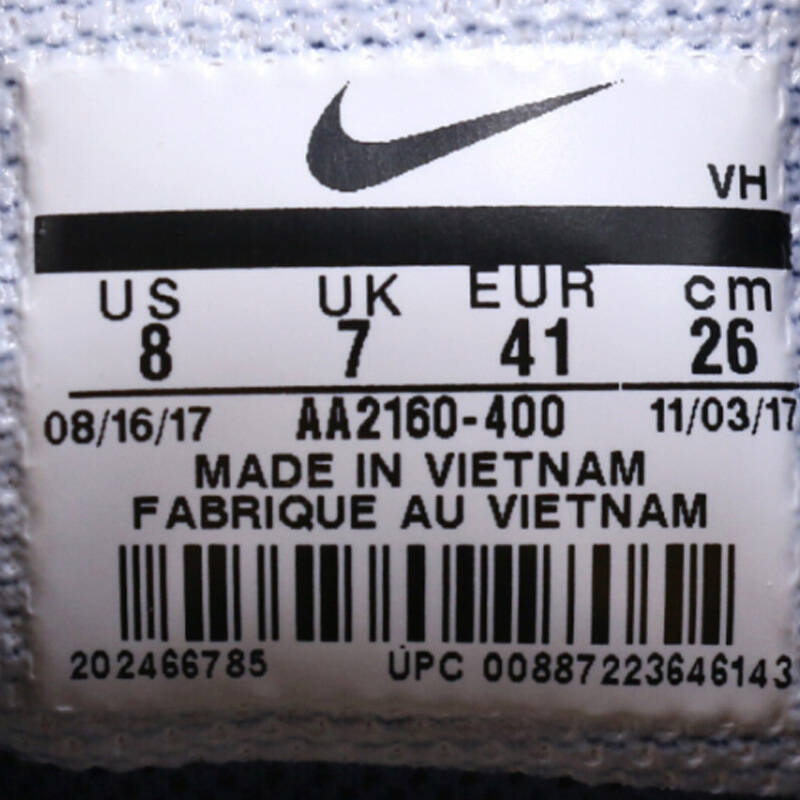 VH
US UK EUR cm
8 7 41 26
08/16/17 AA2160-400 11/03/17
MADE IN VIETNAM
FABRIQUE AU VIETNAM
202466785 UPC 00887223646143